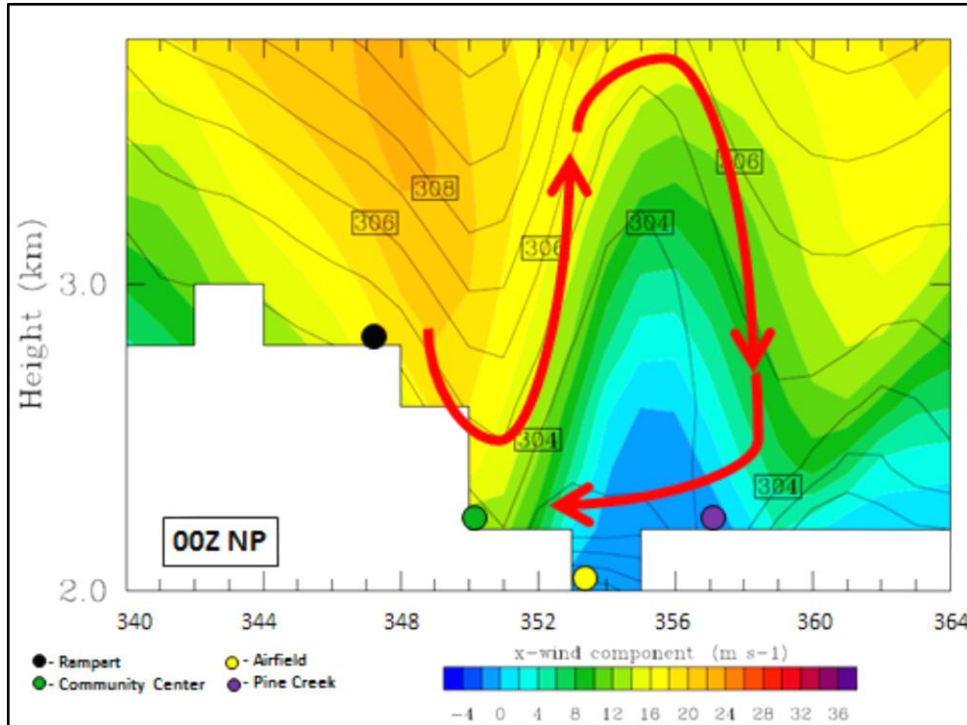 308
306
306
306
304
3.0
Height (km)
304
304
00Z NP
2.0
340 344 348 352 356 360 364
x-wind component (m s-1)
- Rampart - Airfield
- Community Center - Pine Creek
-4 0 4 8 12 16 20 24 28 32 36